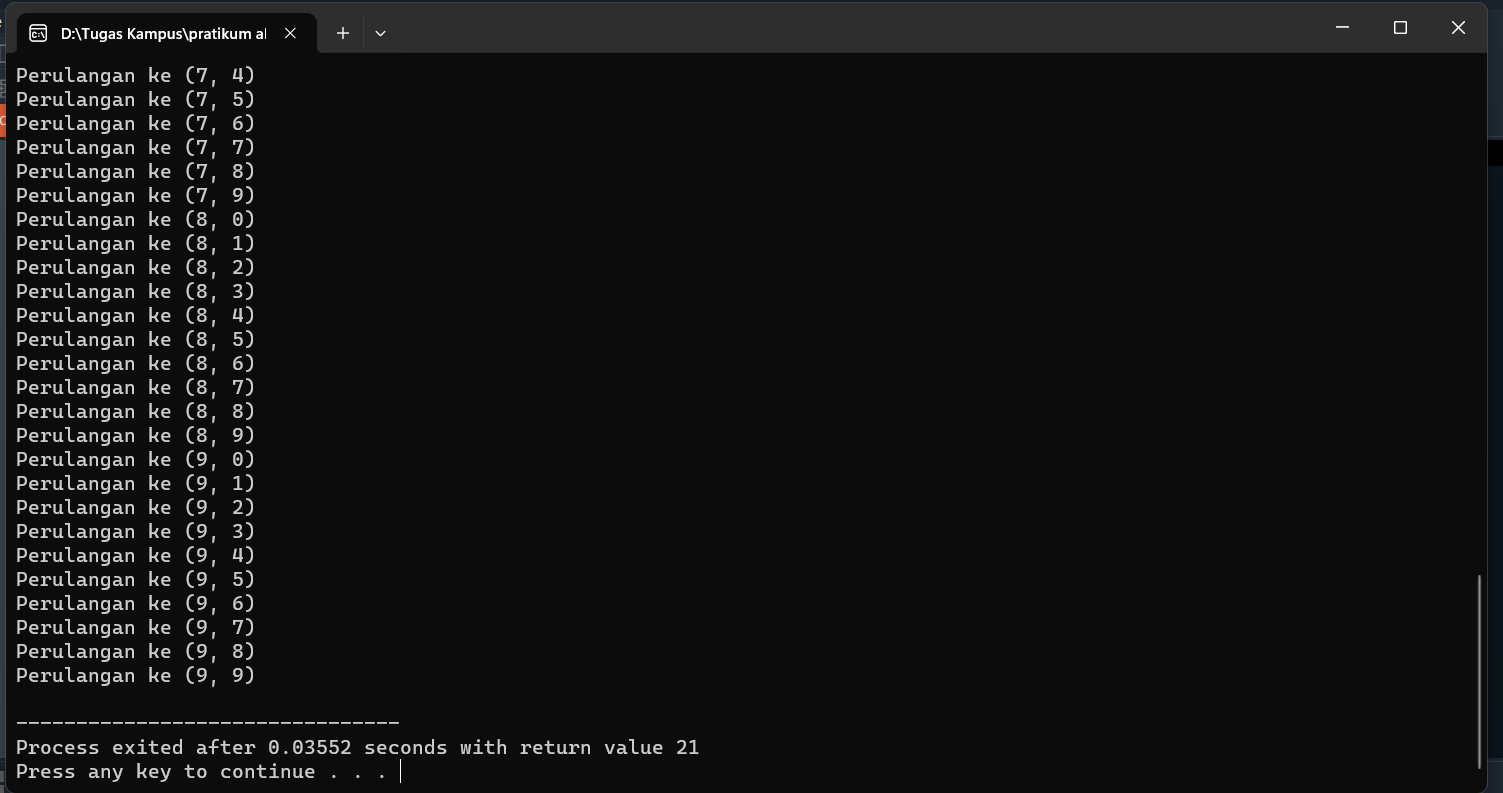 D:\Tugas Kampus\pratikum al
Perulangan ke (7, 4)
Perulangan ke (7, 5)
Perulangan ke (7, 6)
Perulangan ke (7, 7)
Perulangan ke (7, 8)
Perulangan ke (7, 9)
Perulangan ke (8, 0)
Perulangan ke (8, 1)
Perulangan ke (8, 2)
Perulangan ke (8, 3)
Perulangan ke (8, 4)
Perulangan ke (8, 5)
Perulangan ke (8, 6)
Perulangan ke (8, 7)
Perulangan ke (8, 8)
Perulangan ke (8, 9)
Perulangan ke (9, 0)
Perulangan ke (9, 1)
Perulangan ke (9, 2)
Perulangan ke (9, 3)
Perulangan ke (9, 4)
Perulangan ke (9, 5)
Perulangan ke (9, 6)
Perulangan ke (9, 7)
Perulangan ke (9, 8)
Perulangan ke (9, 9)
--------------------------------
Process exited after 0.03552 seconds with return value 21
Press any key to continue . . .